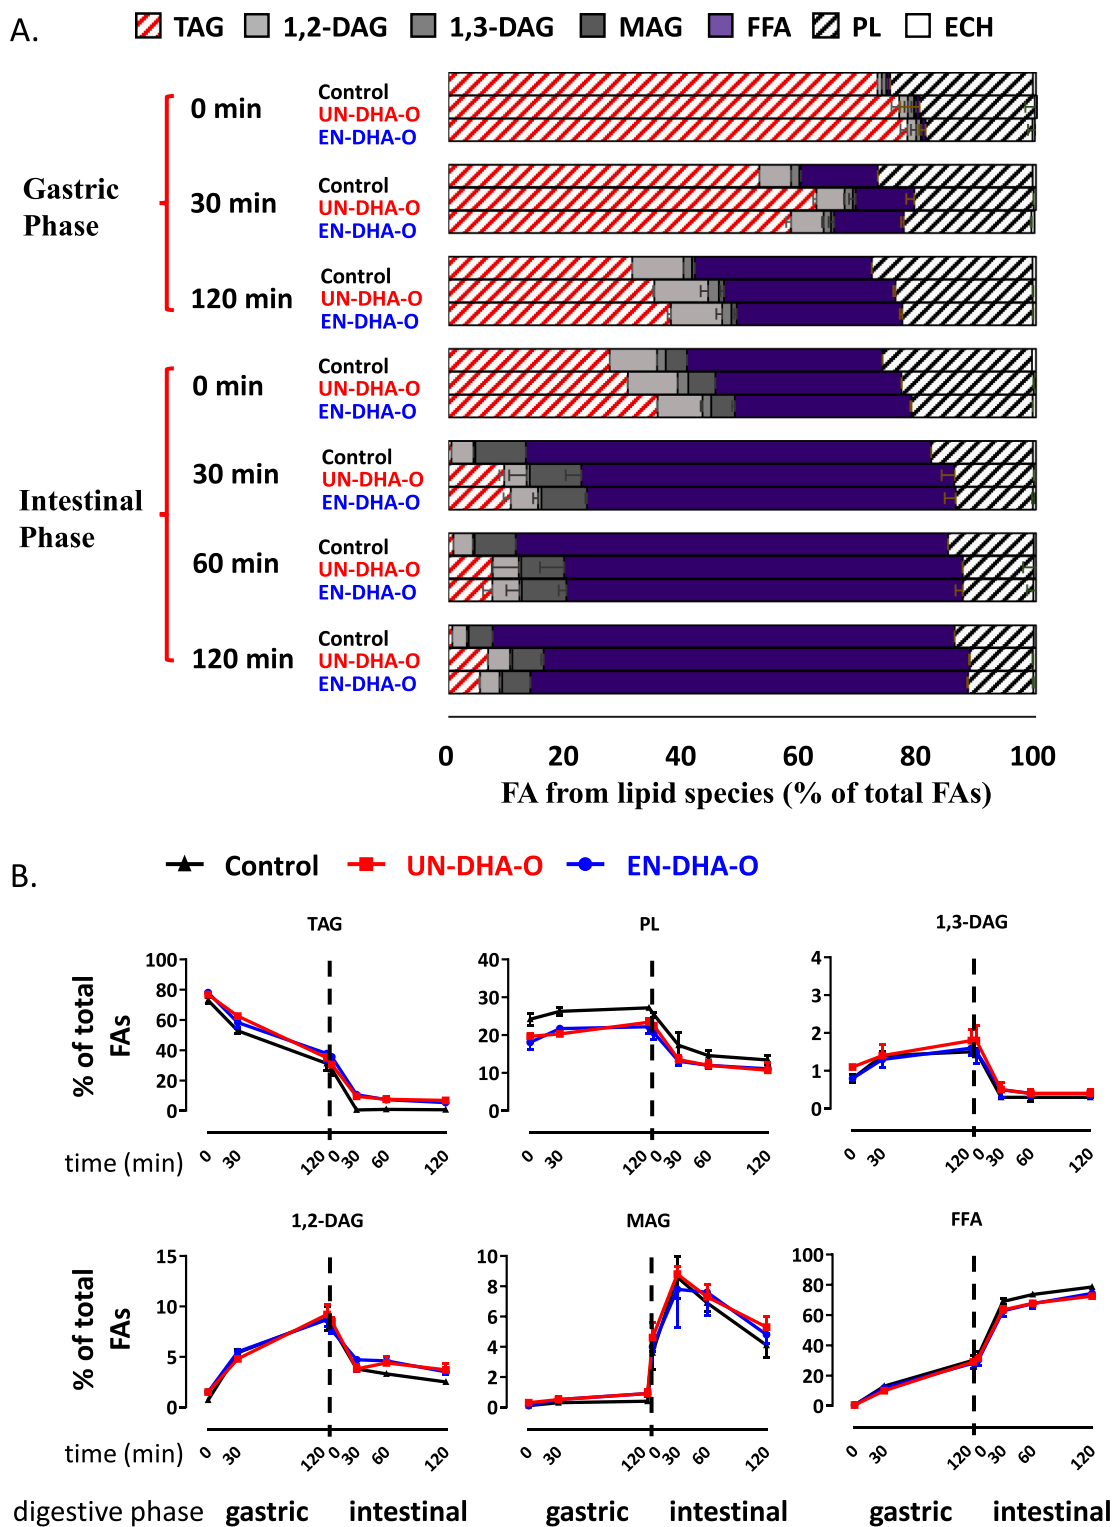 A.
TAG 1,2-DAG 1,3-DAG MAG FFA PL ECH
Gastric
Phase
0 min
Control
UN-DHA-O
EN-DHA-O
30 min
Control
UN-DHA-O
EN-DHA-O
120 min
Control
UN-DHA-O
EN-DHA-O
Intestinal
Phase
0 min
Control
UN-DHA-O
EN-DHA-O
30 min
Control
UN-DHA-O
EN-DHA-O
60 min
Control
UN-DHA-O
EN-DHA-O
120 min
Control
UN-DHA-O
EN-DHA-O
0 20 40 60 80 100
FA from lipid species (% of total FAs)
B.
Control UN-DHA-O EN-DHA-O
TAG
% of total
FAs
100
80
60
40
20
0
time (min)
0 30 120 0 30 60 120
PL
40
30
20
10
0
0 30 120 0 30 60 120
1,3-DAG
4
3
2
1
0
0 30 120 0 30 60 120
1,2-DAG
% of total
FAs
15
10
5
0
time (min)
0 30 120 0 30 60 120
MAG
10
8
6
4
2
0
0 30 120 0 30 60 120
FFA
100
80
60
40
20
0
0 30 120 0 30 60 120
digestive phase gastric intestinal gastric intestinal gastric intestinal